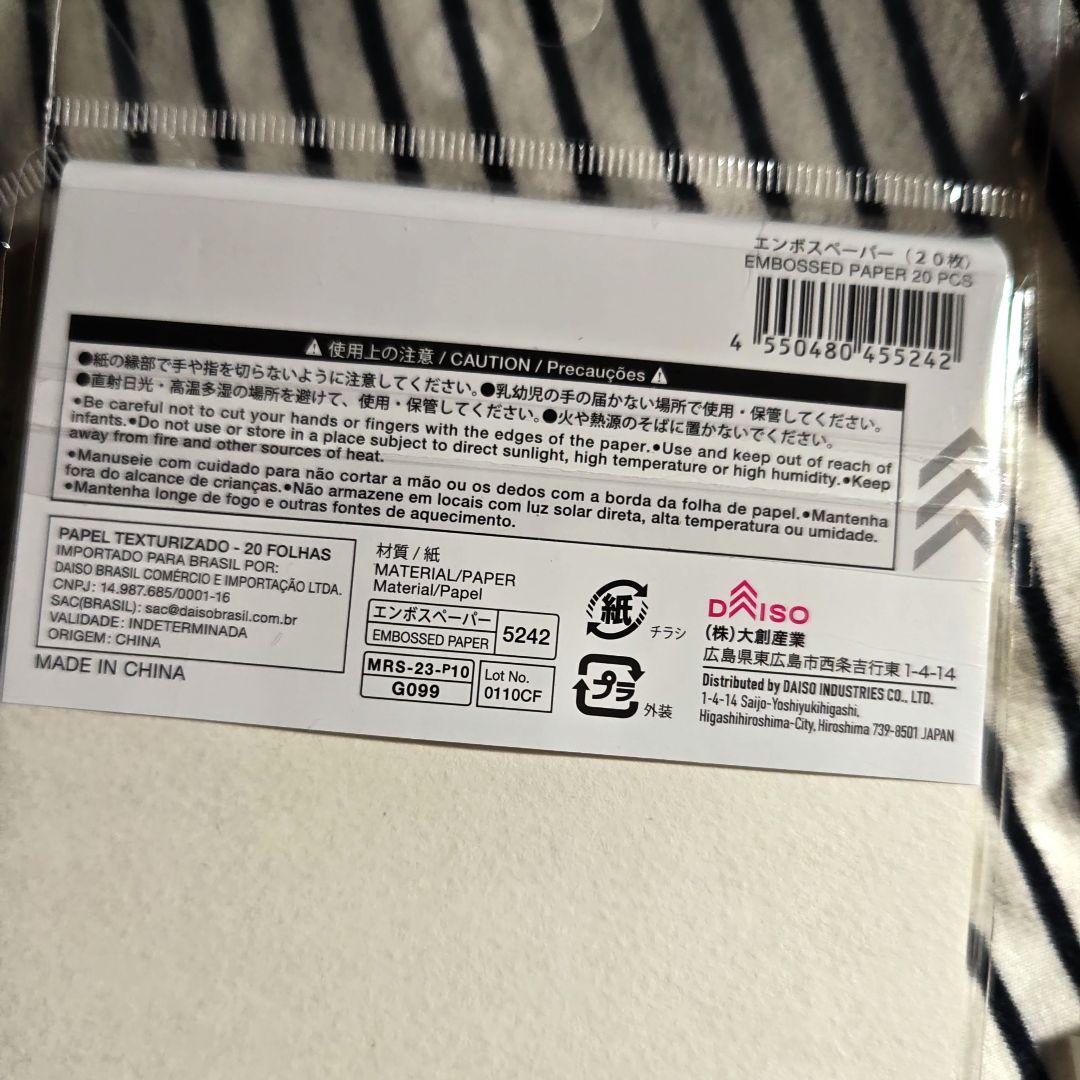 エンボスペーパー（20枚）
EMBOSSED PAPER 20 PCS
4 550480 455242
⚠ 使用上の注意 / CAUTION / Precauções ⚠
●紙の縁部で手や指を切らないように注意してください。●乳幼児の手の届かない場所で使用・保管してください。
●直射日光・高温多湿の場所を避けて、使用・保管してください。●火や熱源のそばに置かないでください。
•Be careful not to cut your hands or fingers with the edges of the paper.•Use and keep out of reach of
infants.•Do not use or store in a place subject to direct sunlight, high temperature or high humidity.•Keep
away from fire and other sources of heat.
•Manuseie com cuidado para não cortar a mão ou os dedos com a borda da folha de papel.•Mantenha
fora do alcance de crianças.•Não armazene em locais com luz solar direta, alta temperatura ou umidade.
•Mantenha longe de fogo e outras fontes de aquecimento.
PAPEL TEXTURIZADO - 20 FOLHAS
IMPORTADO PARA BRASIL POR:
DAISO BRASIL COMÉRCIO E IMPORTAÇÃO LTDA.
CNPJ: 14.987.685/0001-16
SAC(BRASIL): sac@daisobrasil.com.br
VALIDADE: INDETERMINADA
ORIGEM: CHINA
MADE IN CHINA
材質 / 紙
MATERIAL/PAPER
Material/Papel
エンボスペーパー
EMBOSSED PAPER
5242
MRS-23-P10
G099
Lot No.
0110CF
紙
チラシ
プラ
外装
DAISO
(株)大創産業
広島県東広島市西条吉行東 1-4-14
Distributed by DAISO INDUSTRIES CO., LTD.
1-4-14 Saijo-Yoshiyukihigashi,
Higashihiroshima-City, Hiroshima 739-8501 JAPAN